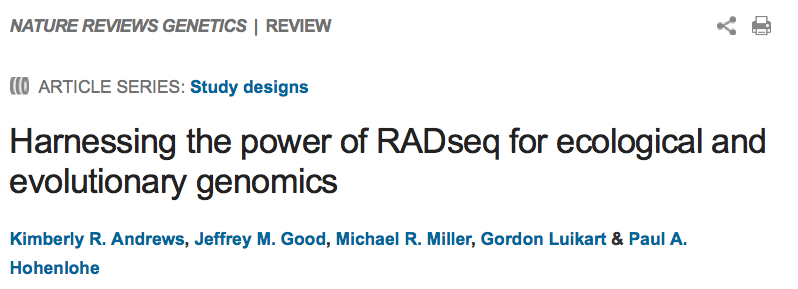 NATURE REVIEWS GENETICS | REVIEW
ARTICLE SERIES: Study designs
Harnessing the power of RADseq for ecological and
evolutionary genomics
Kimberly R. Andrews, Jeffrey M. Good, Michael R. Miller, Gordon Luikart & Paul A.
Hohenlohe